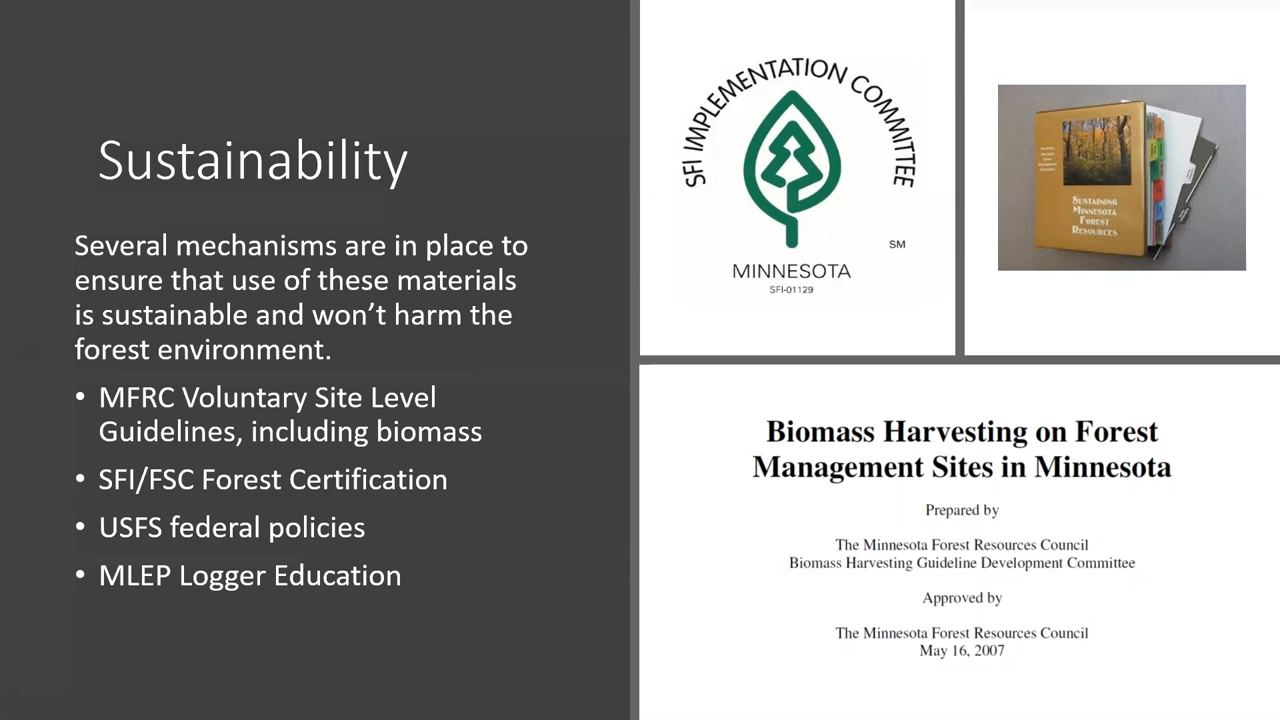 Sustainability
Several mechanisms are in place to
ensure that use of these materials
is sustainable and won’t harm the
forest environment.
• MFRC Voluntary Site Level
Guidelines, including biomass
• SFI/FSC Forest Certification
• USFS federal policies
• MLEP Logger Education
SFI IMPLEMENTATION COMMITTEE
SM
MINNESOTA
SFI-01129
SUSTAINING
MINNESOTA
FOREST
RESOURCES
Biomass Harvesting on Forest
Management Sites in Minnesota
Prepared by
The Minnesota Forest Resources Council
Biomass Harvesting Guideline Development Committee
Approved by
The Minnesota Forest Resources Council
May 16, 2007